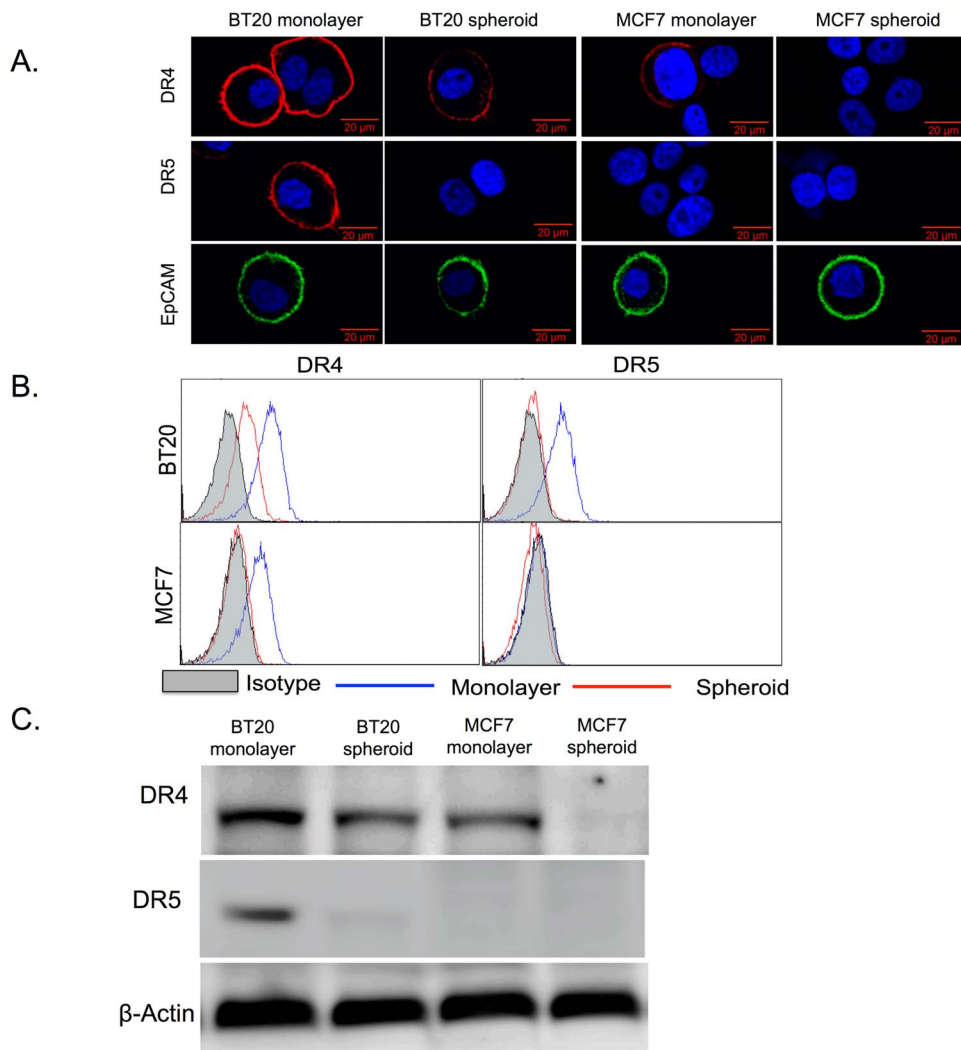 A.
BT20 monolayer BT20 spheroid MCF7 monolayer MCF7 spheroid
DR4
20 µm 20 µm 20 µm 20 µm
DR5
20 µm 20 µm 20 µm 20 µm
EpCAM
20 µm 20 µm 20 µm 20 µm
B.
DR4 DR5
BT20
MCF7
Isotype Monolayer Spheroid
C.
BT20 BT20 MCF7 MCF7
monolayer spheroid monolayer spheroid
DR4
DR5
β-Actin